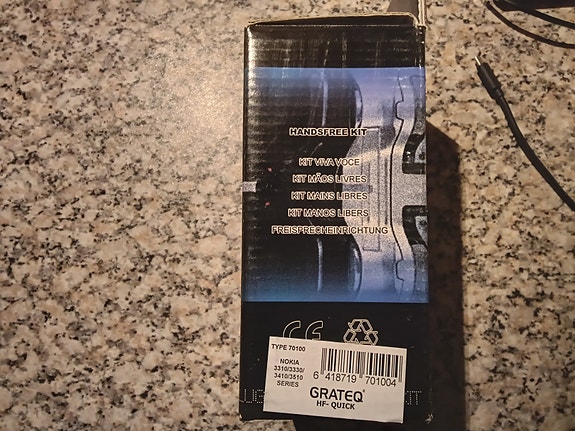 HANDSFREE KIT
KIT VIVA VOCE
KIT MÃOS LIVRES
KIT MAINS LIBRES
KIT MANOS LIBERS
FREISPRECHEINRICHTUNG
CE
TYPE 70100
NOKIA
3310/3330/
3410/3510
SERIES
6 418719 701004
GRATEQ®
HF- QUICK